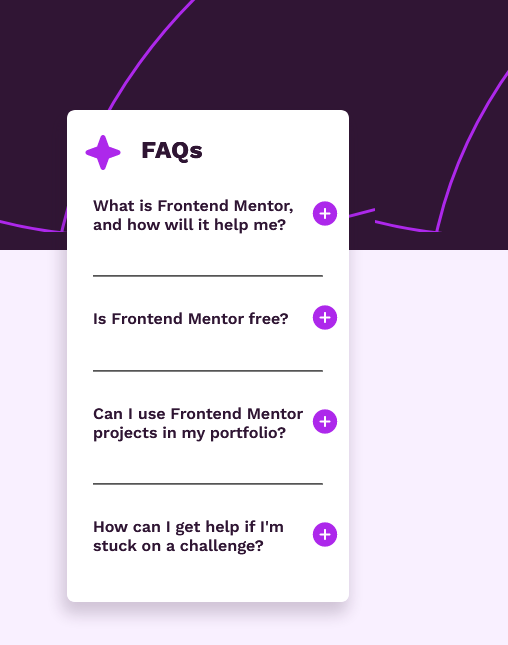 FAQs
What is Frontend Mentor,
and how will it help me?
Is Frontend Mentor free?
Can I use Frontend Mentor
projects in my portfolio?
How can I get help if I'm
stuck on a challenge?